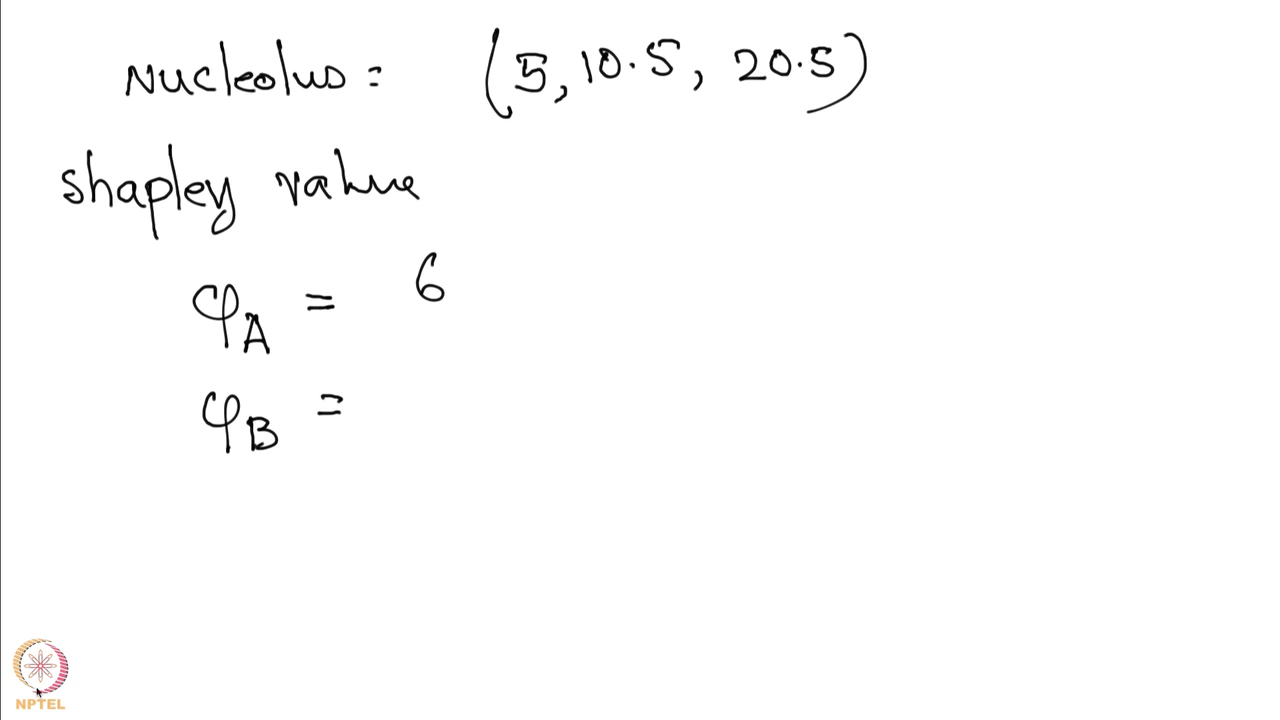 Nucleolus = (5, 10.5, 20.5)
shapley value
φA = 6
φB =
NPTEL